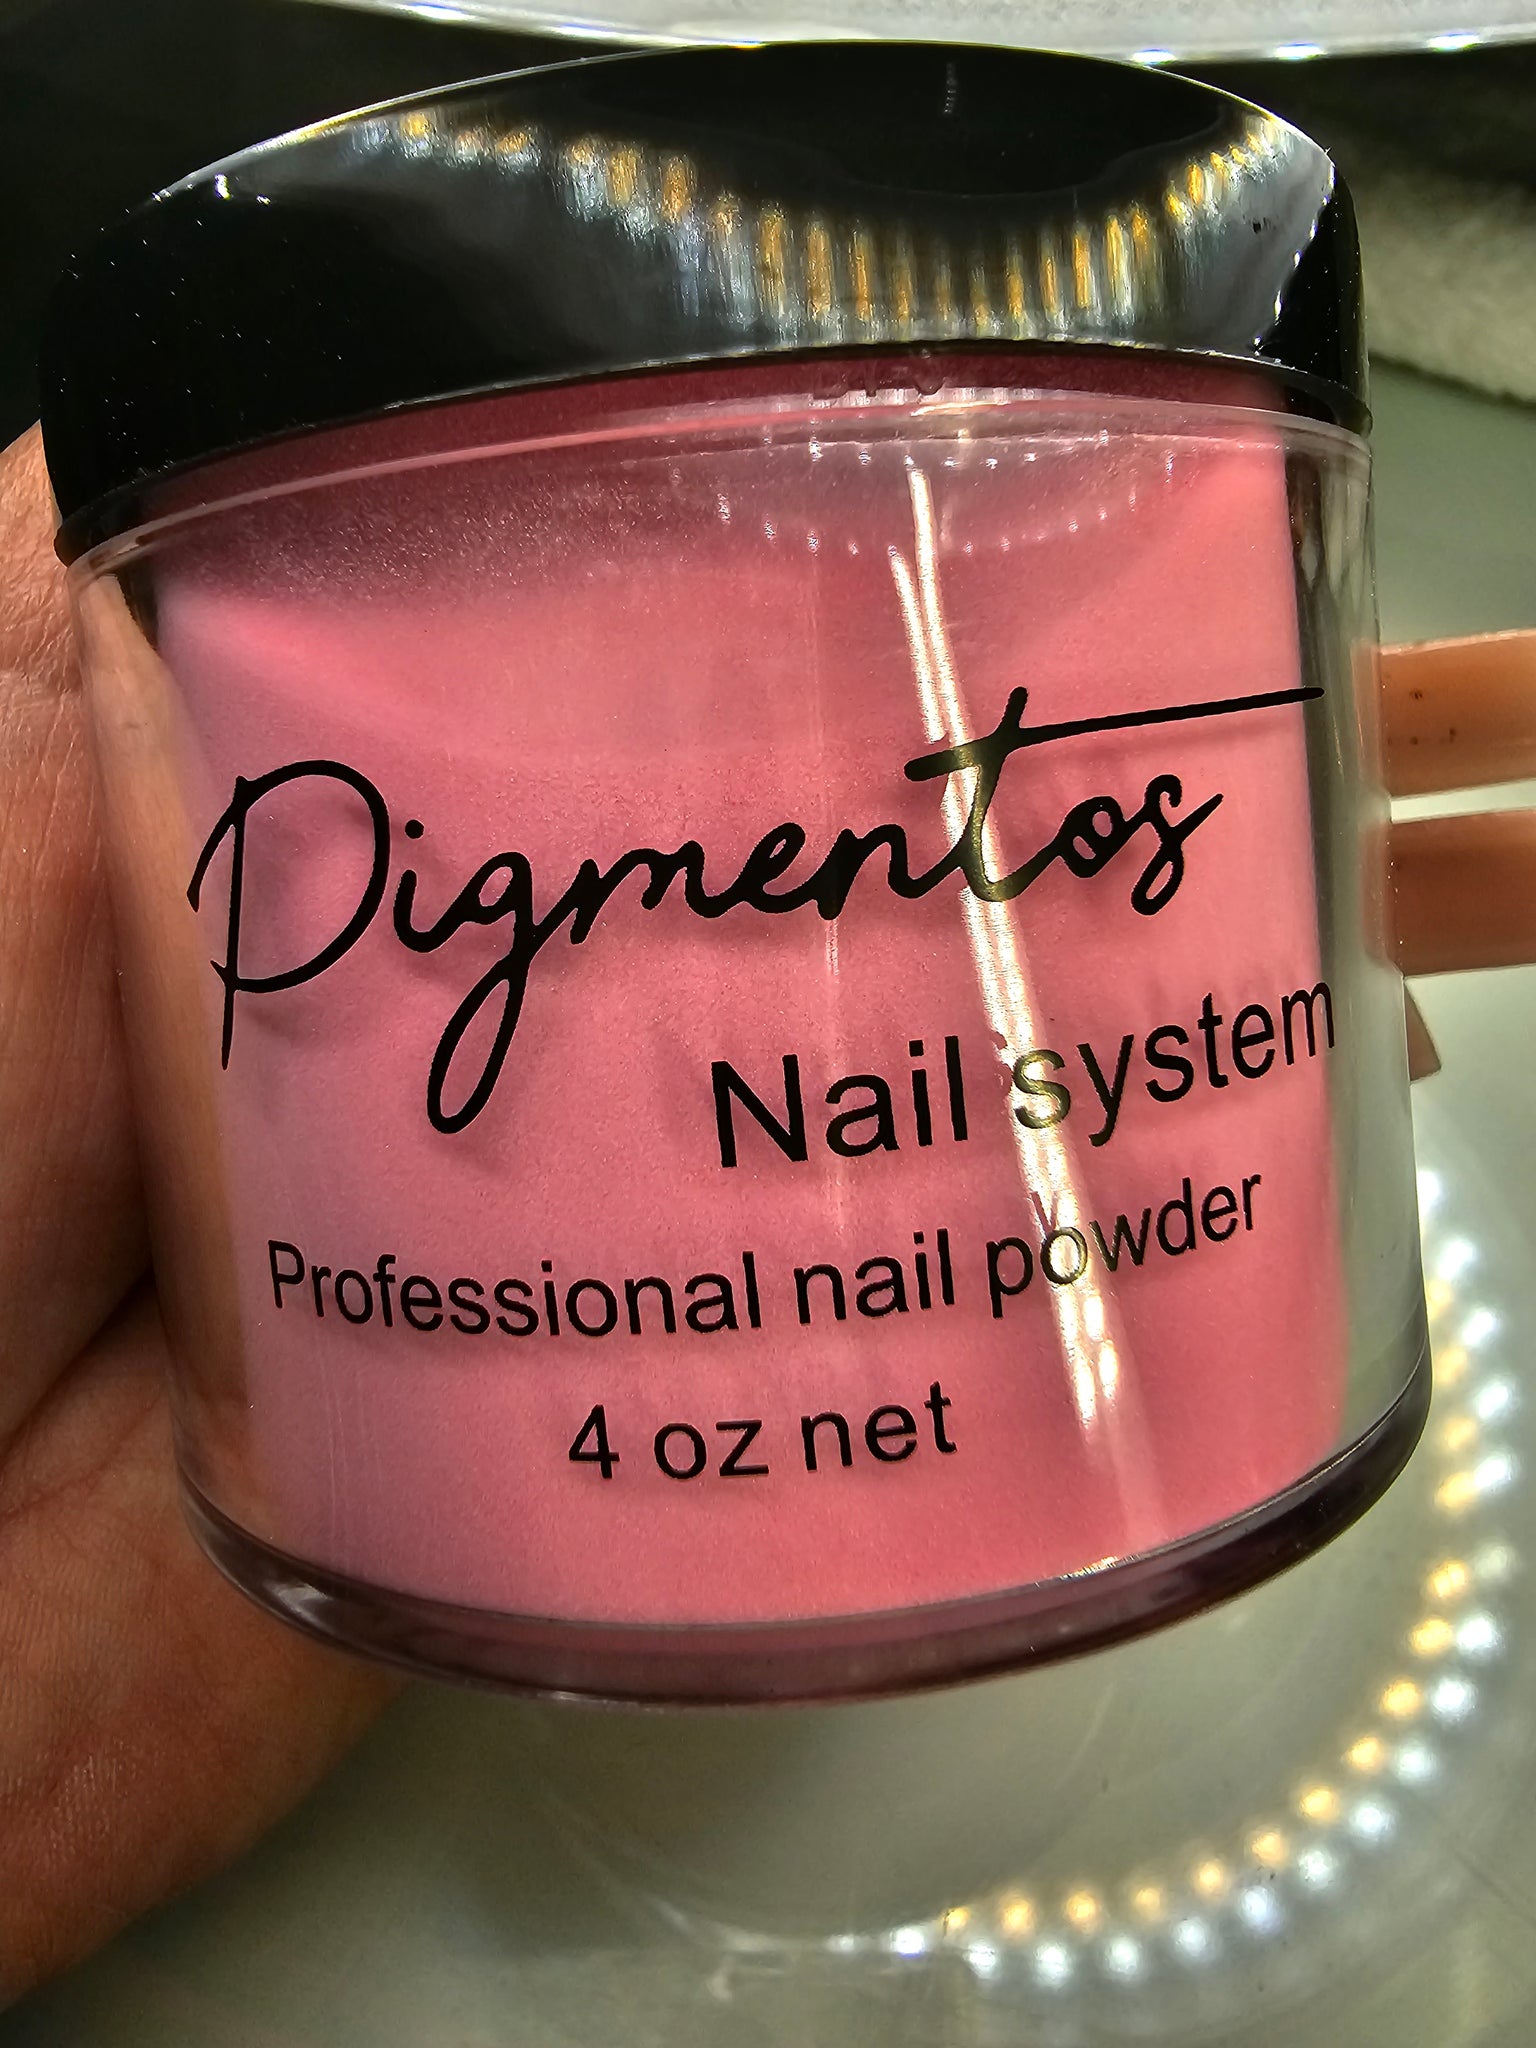 Pigmentos
Nail system
Professional nail powder
4 oz net